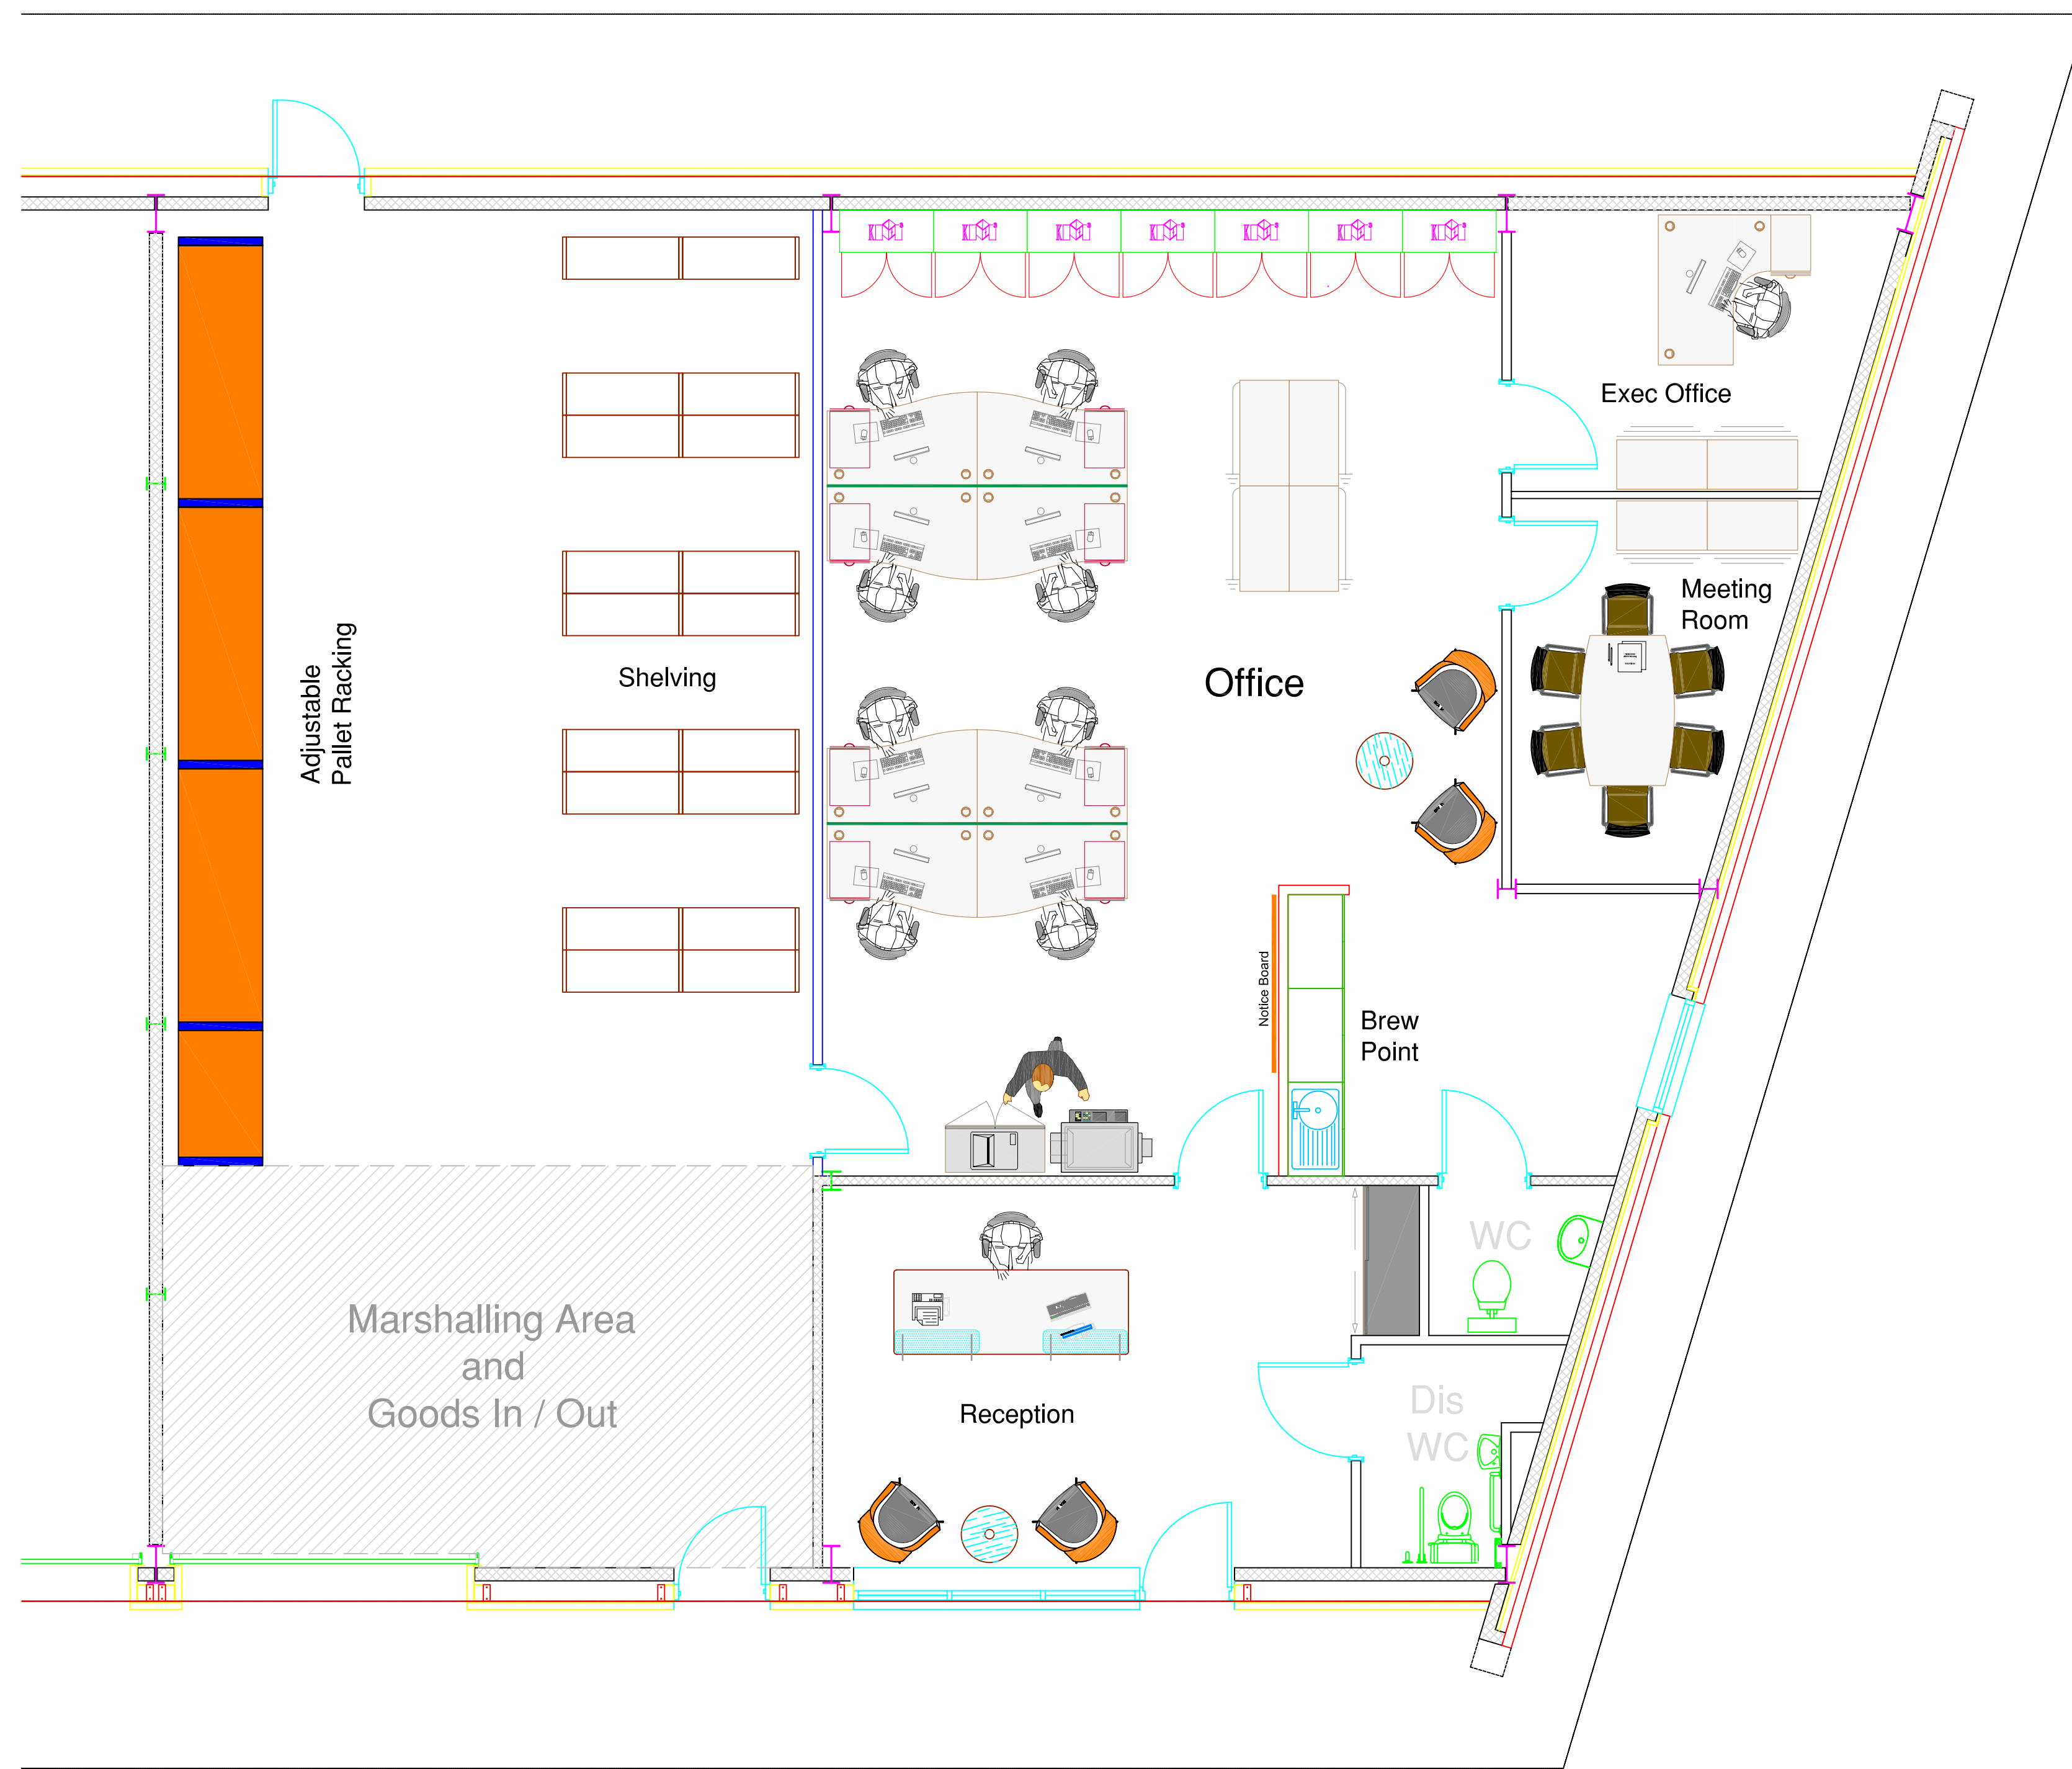 Exec Office
Adjustable
Pallet Racking
Shelving
Office
Meeting
Room
Notice Board
Brew
Point
WC
Marshalling Area
and
Goods In / Out
Reception
Dis
WC